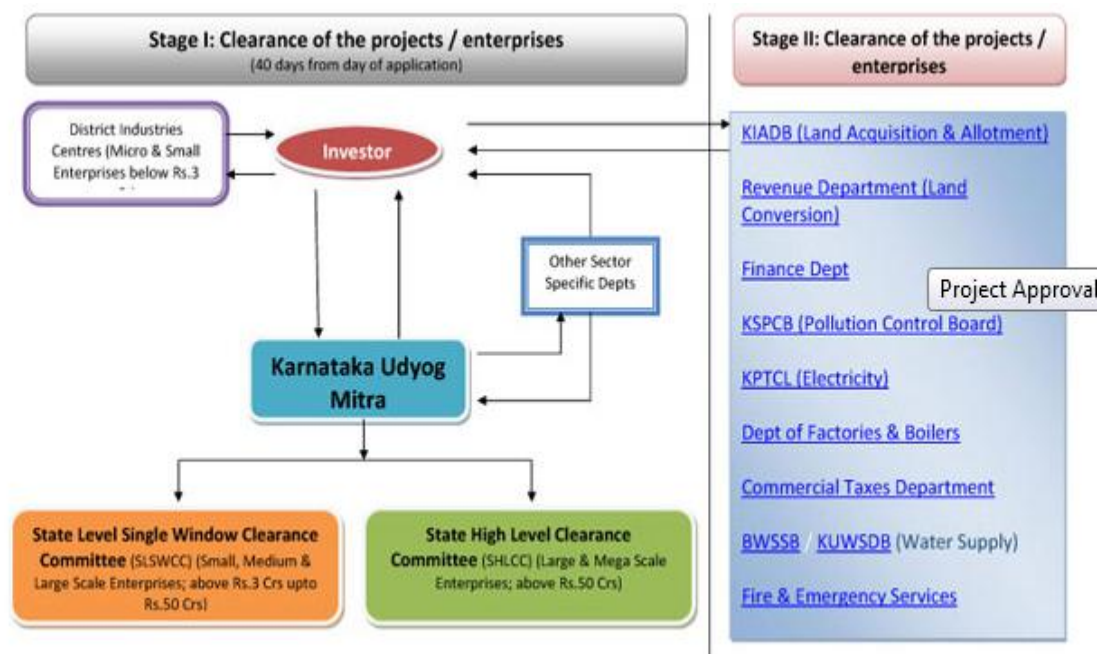 Stage I: Clearance of the projects / enterprises
(40 days from day of application)
Stage II: Clearance of the projects /
enterprises
District Industries
Centres (Micro & Small
Enterprises below Rs.3
Investor
Other Sector
Specific Depts
Karnataka Udyog
Mitra
State Level Single Window Clearance
Committee (SLSWCC) (Small, Medium &
Large Scale Enterprises; above Rs.3 Crs upto
Rs.50 Crs)
State High Level Clearance
Committee (SHLCC) (Large & Mega Scale
Enterprises; above Rs.50 Crs)
KIADB (Land Acquisition & Allotment)
Revenue Department (Land
Conversion)
Finance Dept
Project Approval
KSPCB (Pollution Control Board)
KPTCL (Electricity)
Dept of Factories & Boilers
Commercial Taxes Department
BWSSB / KUWSDB (Water Supply)
Fire & Emergency Services